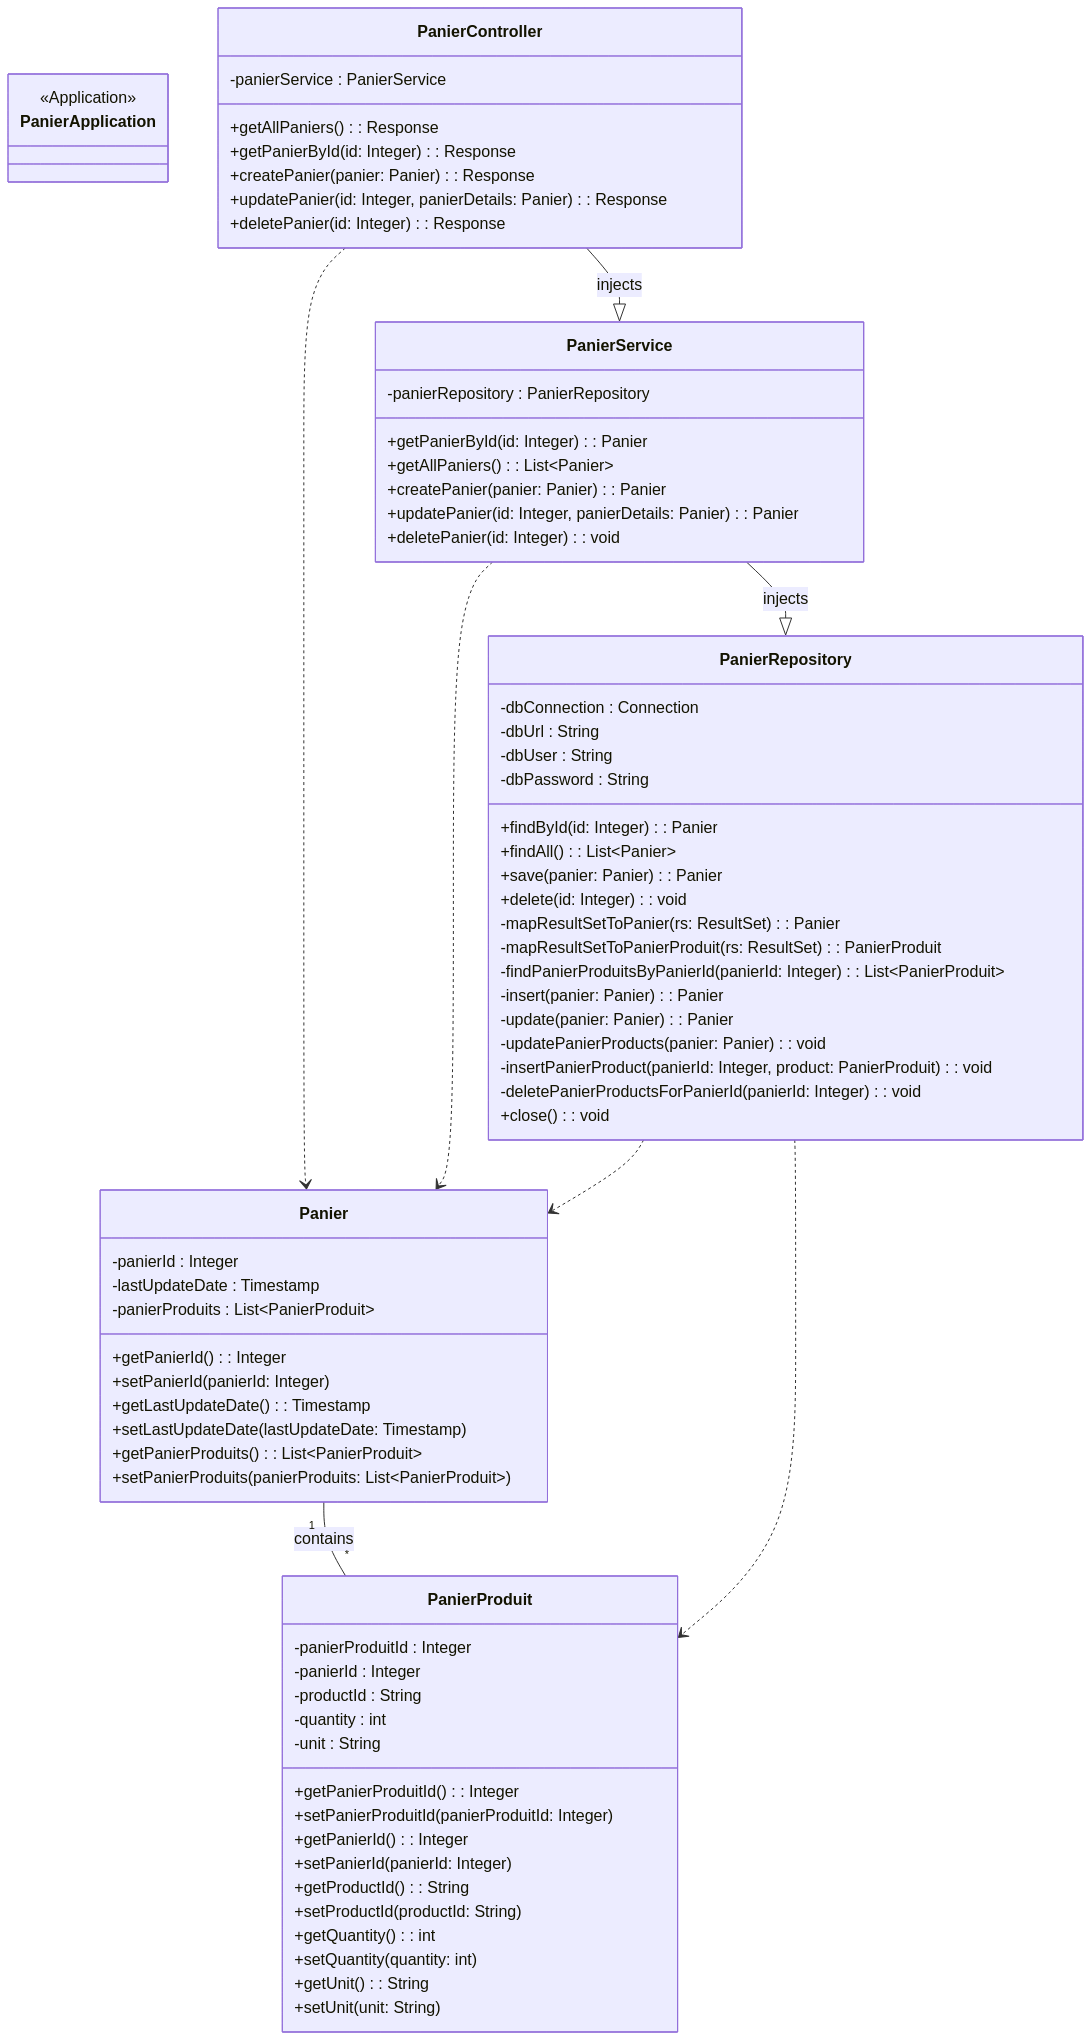 «Application»
PanierApplication
PanierController
-panierService : PanierService
+getAllPaniers() : : Response
+getPanierById(id: Integer) : : Response
+createPanier(panier: Panier) : : Response
+updatePanier(id: Integer, panierDetails: Panier) : : Response
+deletePanier(id: Integer) : : Response
injects
PanierService
-panierRepository : PanierRepository
+getPanierById(id: Integer) : : Panier
+getAllPaniers() : : List<Panier>
+createPanier(panier: Panier) : : Panier
+updatePanier(id: Integer, panierDetails: Panier) : : Panier
+deletePanier(id: Integer) : : void
injects
PanierRepository
-dbConnection : Connection
-dbUrl : String
-dbUser : String
-dbPassword : String
+findById(id: Integer) : : Panier
+findAll() : : List<Panier>
+save(panier: Panier) : : Panier
+delete(id: Integer) : : void
-mapResultSetToPanier(rs: ResultSet) : : Panier
-mapResultSetToPanierProduit(rs: ResultSet) : : PanierProduit
-findPanierProduitsByPanierId(panierId: Integer) : : List<PanierProduit>
-insert(panier: Panier) : : Panier
-update(panier: Panier) : : Panier
-updatePanierProducts(panier: Panier) : : void
-insertPanierProduct(panierId: Integer, product: PanierProduit) : : void
-deletePanierProductsForPanierId(panierId: Integer) : : void
+close() : : void
Panier
-panierId : Integer
-lastUpdateDate : Timestamp
-panierProduits : List<PanierProduit>
+getPanierId() : : Integer
+setPanierId(panierId: Integer)
+getLastUpdateDate() : : Timestamp
+setLastUpdateDate(lastUpdateDate: Timestamp)
+getPanierProduits() : : List<PanierProduit>
+setPanierProduits(panierProduits: List<PanierProduit>)
1
contains
*
PanierProduit
-panierProduitId : Integer
-panierId : Integer
-productId : String
-quantity : int
-unit : String
+getPanierProduitId() : : Integer
+setPanierProduitId(panierProduitId: Integer)
+getPanierId() : : Integer
+setPanierId(panierId: Integer)
+getProductId() : : String
+setProductId(productId: String)
+getQuantity() : : int
+setQuantity(quantity: int)
+getUnit() : : String
+setUnit(unit: String)